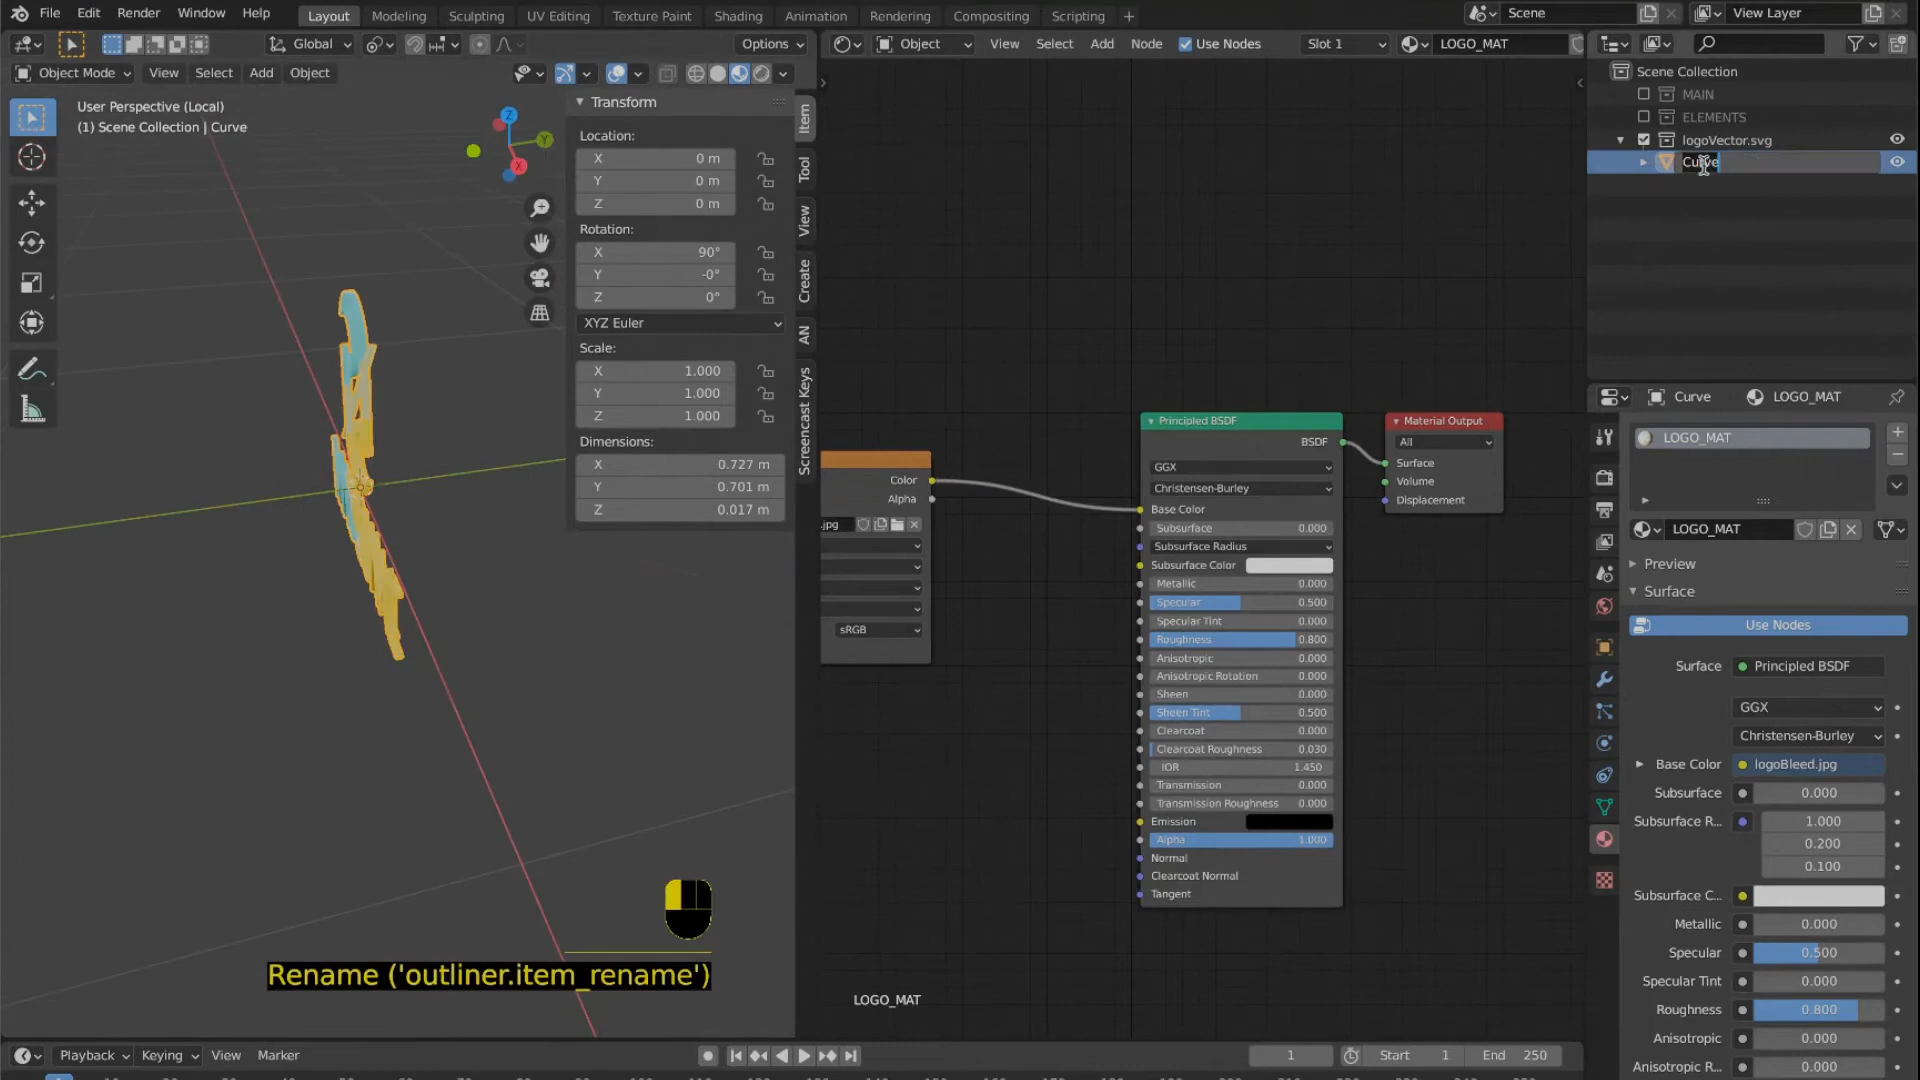 File Edit Render Window Help Layout Modeling Sculpting UV Editing Texture Paint Shading Animation Rendering Compositing Scripting + Scene View Layer
Global Options Object View Select Add Node Use Nodes Slot 1 LOGO_MAT
Object Mode View Select Add Object
User Perspective (Local)
(1) Scene Collection | Curve
Z
Y
X
Transform
Location:
X 0 m
Y 0 m
Z 0 m
Rotation:
X 90°
Y -0°
Z 0°
XYZ Euler
Scale:
X 1.000
Y 1.000
Z 1.000
Dimensions:
X 0.727 m
Y 0.701 m
Z 0.017 m
Item
Tool
View
Create
AN
Screencast Keys
Color
Alpha
.jpg
sRGB
Principled BSDF
BSDF
GGX
Christensen-Burley
Base Color
Subsurface 0.000
Subsurface Radius
Subsurface Color
Metallic 0.000
Specular 0.500
Specular Tint 0.000
Roughness 0.800
Anisotropic 0.000
Anisotropic Rotation 0.000
Sheen 0.000
Sheen Tint 0.500
Clearcoat 0.000
Clearcoat Roughness 0.030
IOR 1.450
Transmission 0.000
Transmission Roughness 0.000
Emission
Alpha 1.000
Normal
Clearcoat Normal
Tangent
Material Output
All
Surface
Volume
Displacement
LOGO_MAT
Rename ('outliner.item_rename')
Scene Collection
MAIN
ELEMENTS
logoVector.svg
Curve
Curve LOGO_MAT
LOGO_MAT
LOGO_MAT
Preview
Surface
Use Nodes
Surface Principled BSDF
GGX
Christensen-Burley
Base Color logoBleed.jpg
Subsurface 0.000
Subsurface R... 1.000
0.200
0.100
Subsurface C...
Metallic 0.000
Specular 0.500
Specular Tint 0.000
Roughness 0.800
Anisotropic 0.000
Anisotropic R... 0.000
Playback Keying View Marker 1 Start 1 End 250